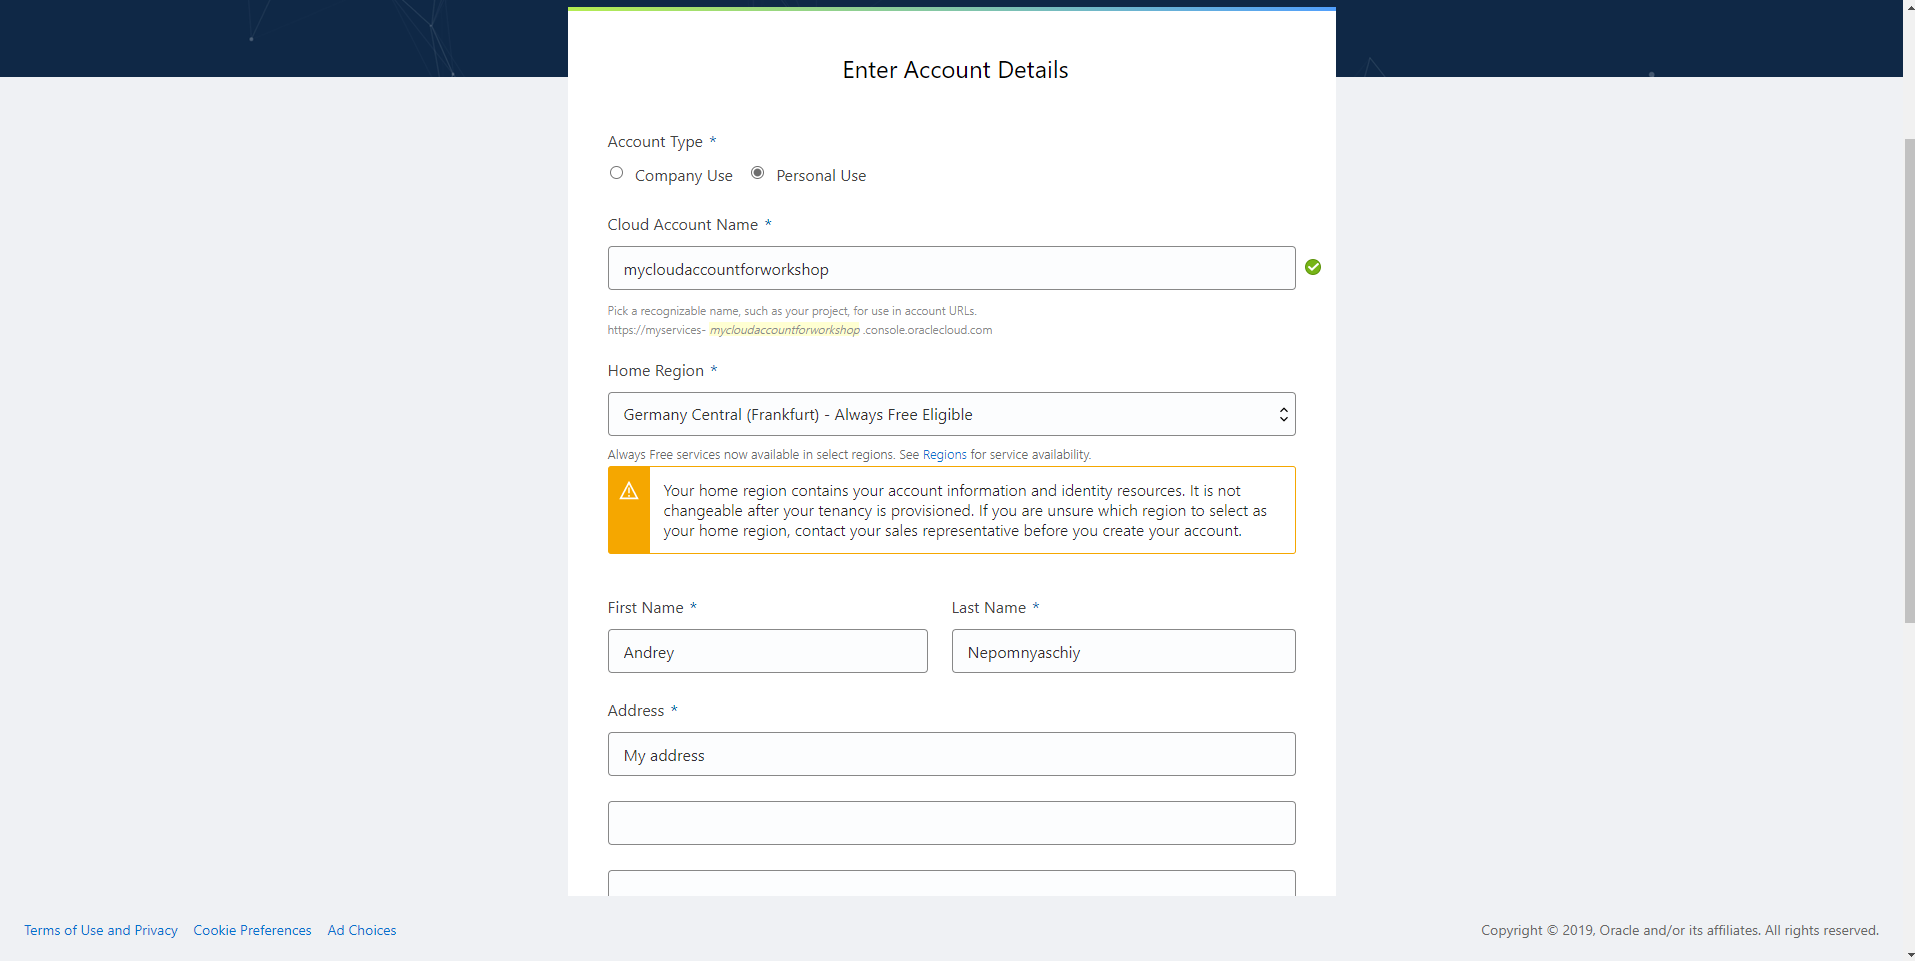 Enter Account Details
Account Type *
Company Use Personal Use
Cloud Account Name *
mycloudaccountforworkshop
Pick a recognizable name, such as your project, for use in account URLs.
https://myservices- mycloudaccountforworkshop .console.oraclecloud.com
Home Region *
Germany Central (Frankfurt) - Always Free Eligible
Always Free services now available in select regions. See Regions for service availability.
Your home region contains your account information and identity resources. It is not
changeable after your tenancy is provisioned. If you are unsure which region to select as
your home region, contact your sales representative before you create your account.
First Name * Last Name *
Andrey Nepomnyaschiy
Address *
My address
Terms of Use and Privacy Cookie Preferences Ad Choices Copyright © 2019, Oracle and/or its affiliates. All rights reserved.